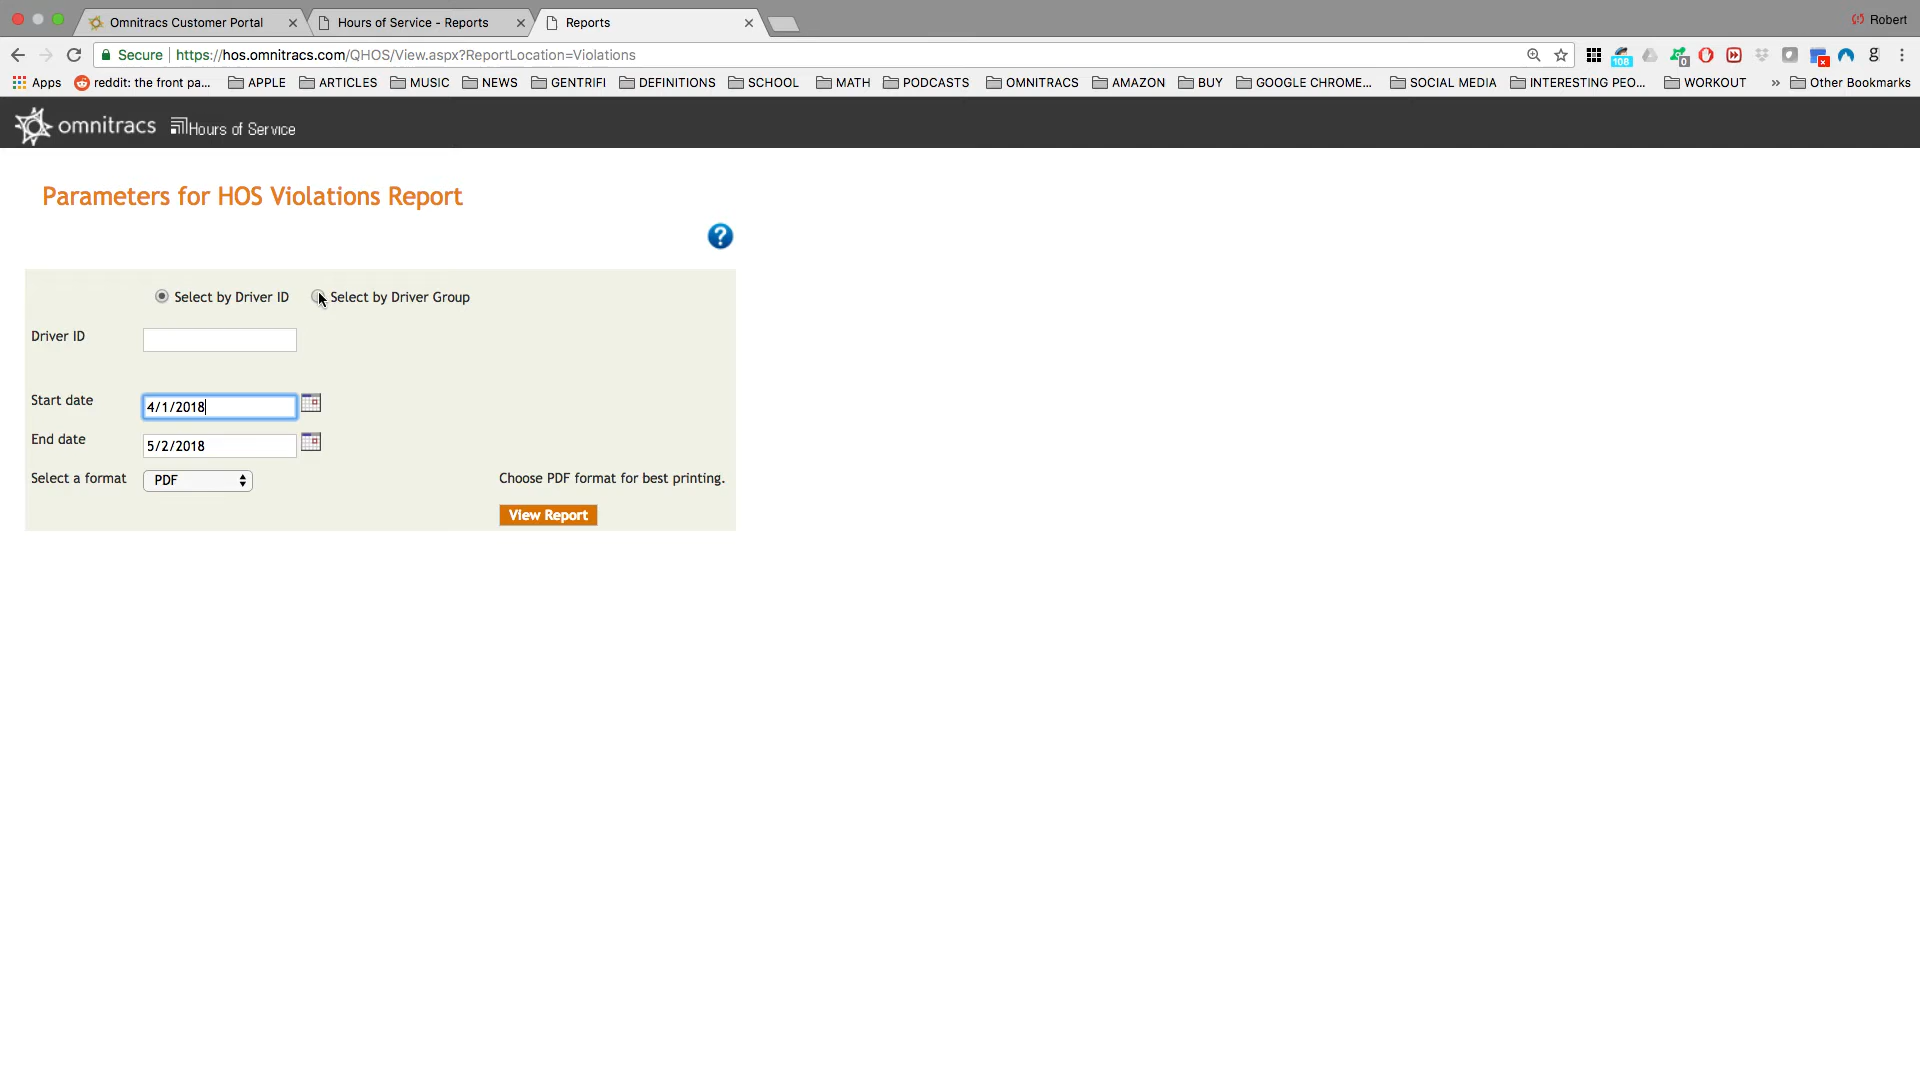 Omnitracs Customer Portal
Hours of Service - Reports
Reports
Robert
Secure https://hos.omnitracs.com/QHOS/View.aspx?ReportLocation=Violations
108
0
g
Apps reddit: the front pa... APPLE ARTICLES MUSIC NEWS GENTRIFI DEFINITIONS SCHOOL MATH PODCASTS OMNITRACS AMAZON BUY GOOGLE CHROME... SOCIAL MEDIA INTERESTING PEO... WORKOUT » Other Bookmarks
omnitracs Hours of Service
Parameters for HOS Violations Report
?
Select by Driver ID Select by Driver Group
Driver ID
Start date 4/1/2018
End date 5/2/2018
Select a format PDF Choose PDF format for best printing.
View Report